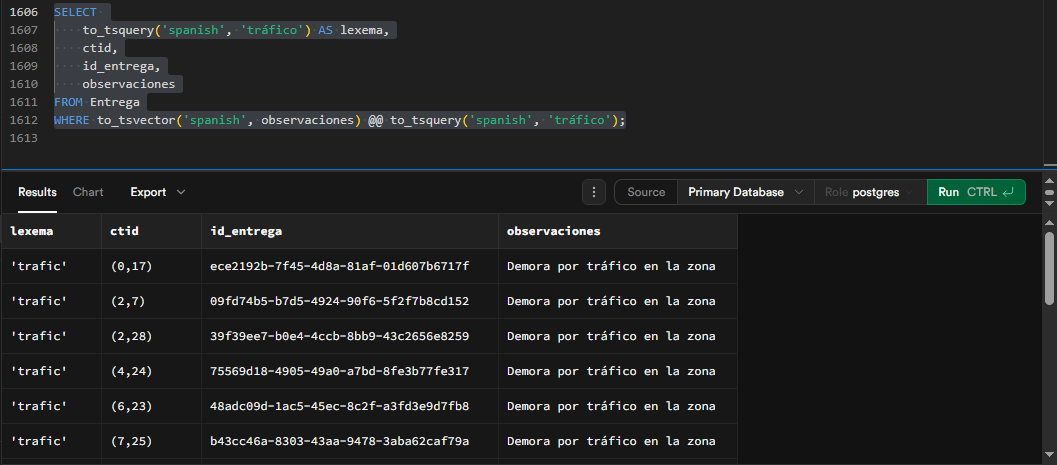 1606 SELECT
1607 to_tsquery('spanish', 'tráfico') AS lexema,
1608 ctid,
1609 id_entrega,
1610 observaciones
1611 FROM Entrega
1612 WHERE to_tsvector('spanish', observaciones) @@ to_tsquery('spanish', 'tráfico');
1613
Results Chart Export Source Primary Database Role postgres Run CTRL
lexema ctid id_entrega observaciones
'trafic' (0,17) ece2192b-7f45-4d8a-81af-01d607b6717f Demora por tráfico en la zona
'trafic' (2,7) 09fd74b5-b7d5-4924-90f6-5f2f7b8cd152 Demora por tráfico en la zona
'trafic' (2,28) 39f39ee7-b0e4-4ccb-8bb9-43c2656e8259 Demora por tráfico en la zona
'trafic' (4,24) 75569d18-4905-49a0-a7bd-8fe3b77fe317 Demora por tráfico en la zona
'trafic' (6,23) 48adc09d-1ac5-45ec-8c2f-a3fd3e9d7fb8 Demora por tráfico en la zona
'trafic' (7,25) b43cc46a-8303-43aa-9478-3aba62caf79a Demora por tráfico en la zona